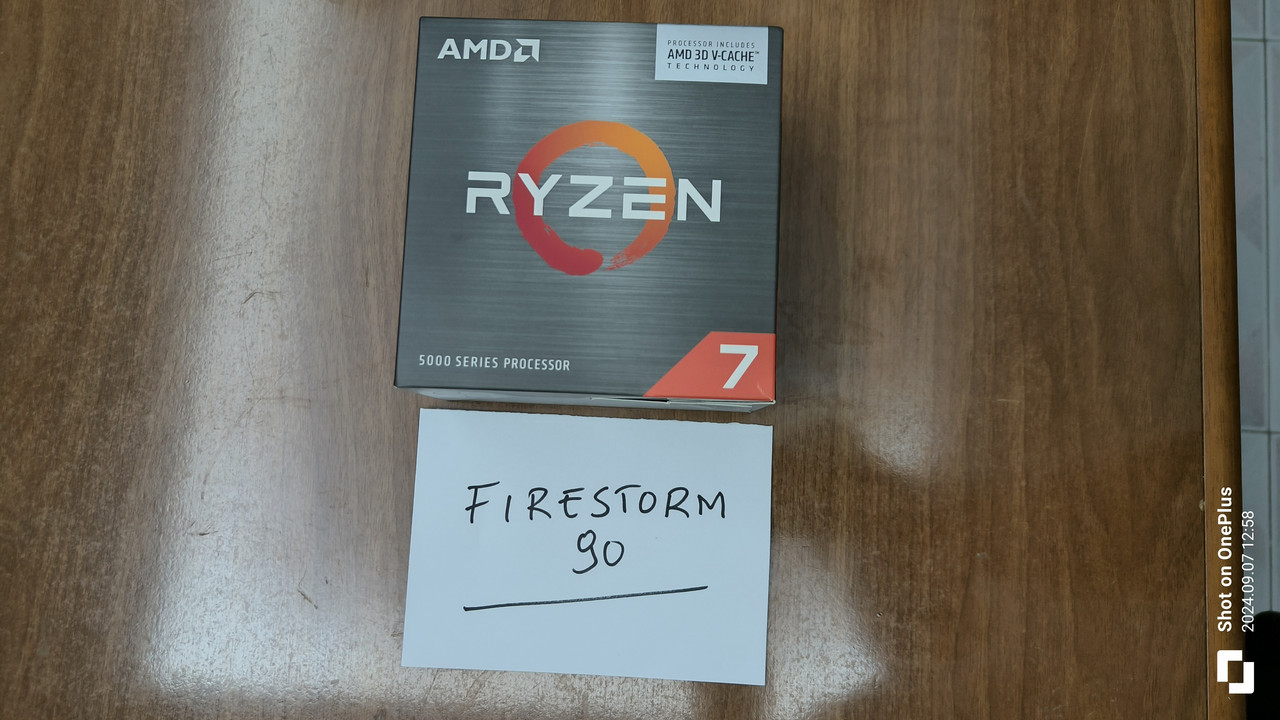 AMD
PROCESSOR INCLUDES
AMD 3D V-CACHE™
TECHNOLOGY
RYZEN
5000 SERIES PROCESSOR
7
FIRESTORM
90
Shot on OnePlus
2024.09.07 12:58